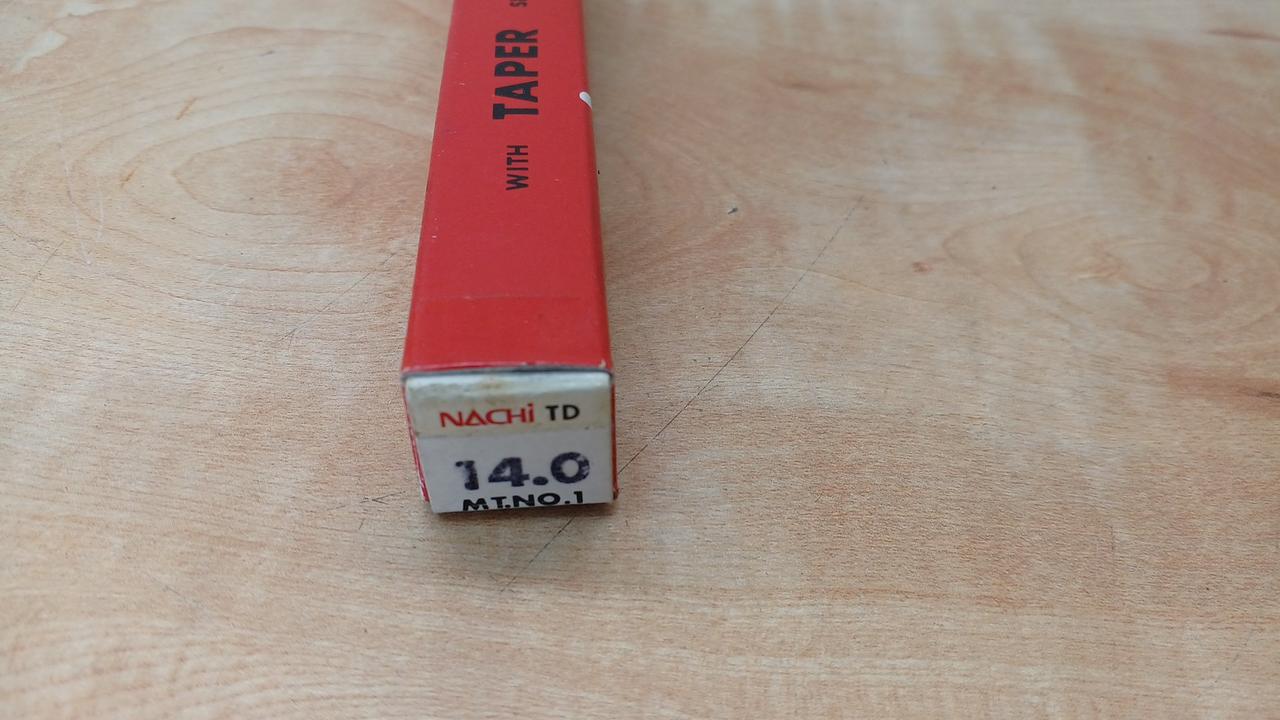 WITH TAPER
NACHi TD
14.0
MT.NO.1